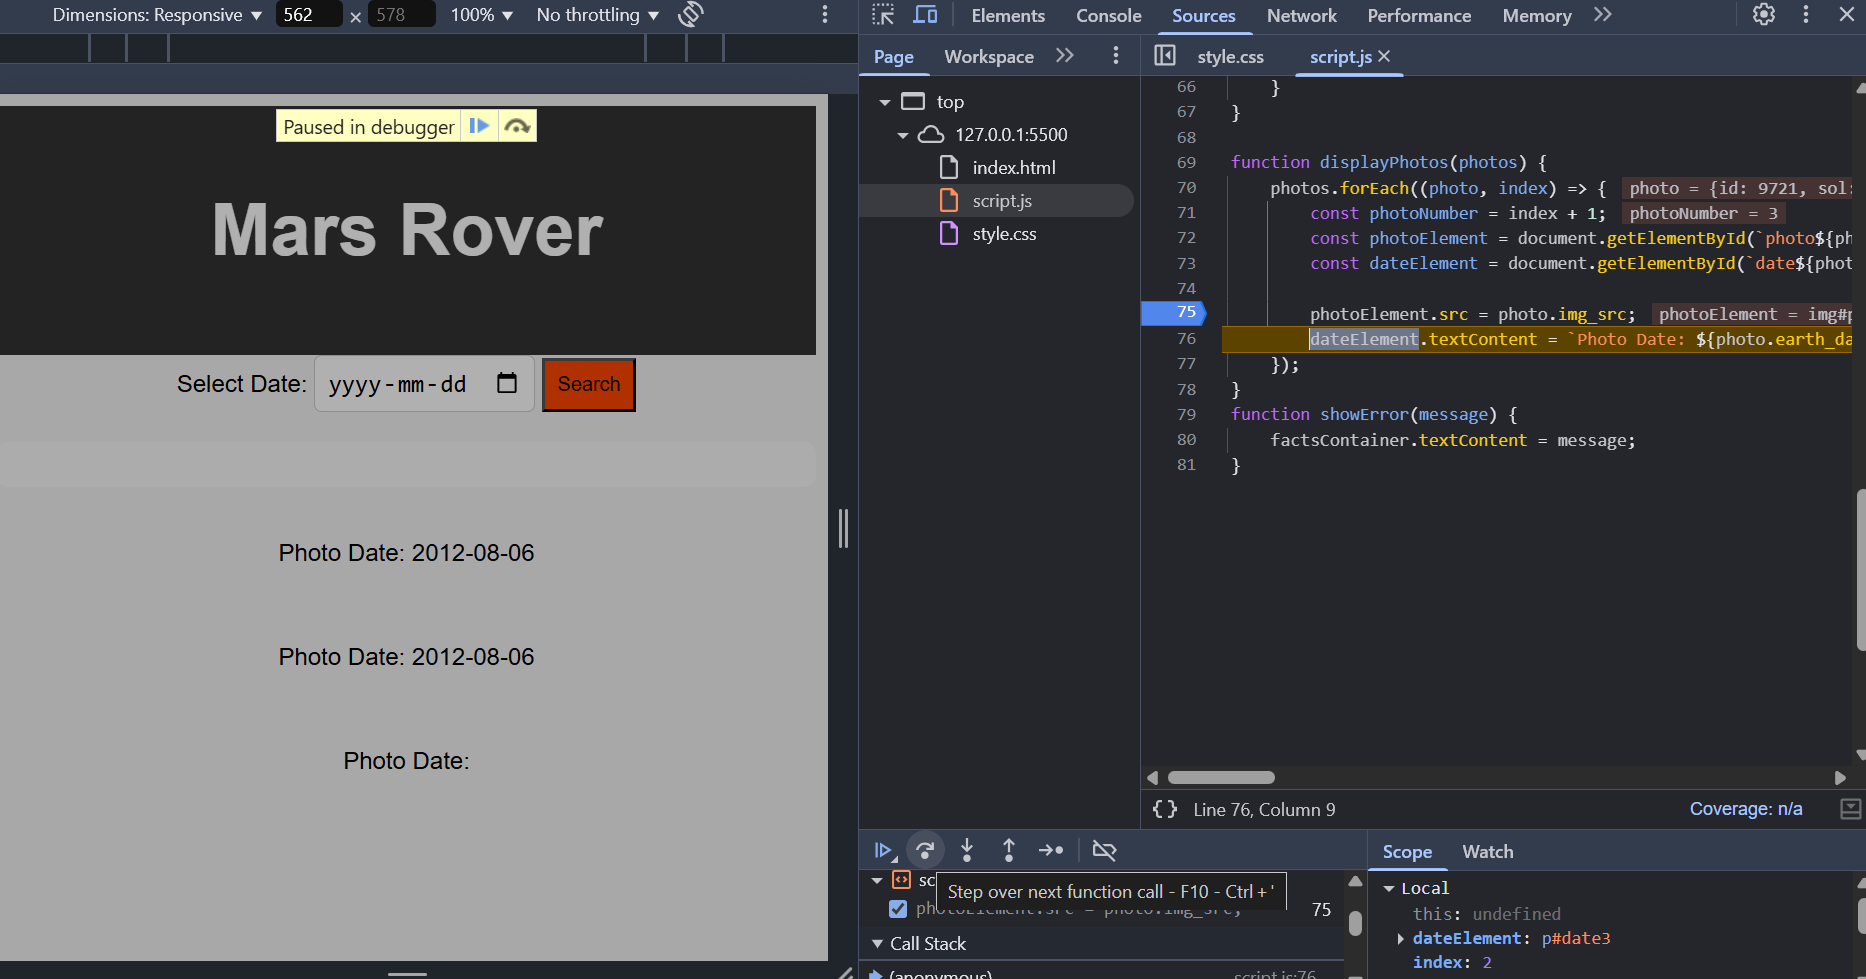 Dimensions: Responsive 562 × 578 100% No throttling
Paused in debugger
Mars Rover
Select Date: yyyy-mm-dd Search
Photo Date: 2012-08-06
Photo Date: 2012-08-06
Photo Date:
Elements Console Sources Network Performance Memory
Page Workspace
top
127.0.0.1:5500
index.html
script.js
style.css
style.css script.js
66 }
67 }
68
69 function displayPhotos(photos) {
70 photos.forEach((photo, index) => { photo = {id: 9721, sol:
71 const photoNumber = index + 1; photoNumber = 3
72 const photoElement = document.getElementById(`photo${ph
73 const dateElement = document.getElementById(`date${phot
74
75 photoElement.src = photo.img_src; photoElement = img#p
76 dateElement.textContent = `Photo Date: ${photo.earth_da
77 });
78 }
79 function showError(message) {
80 factsContainer.textContent = message;
81 }
{} Line 76, Column 9 Coverage: n/a
sc
Step over next function call - F10 - Ctrl + '
photoElement.src = photo.img_src; 75
Call Stack
(anonymous) script.js:76
Scope Watch
Local
this: undefined
dateElement: p#date3
index: 2